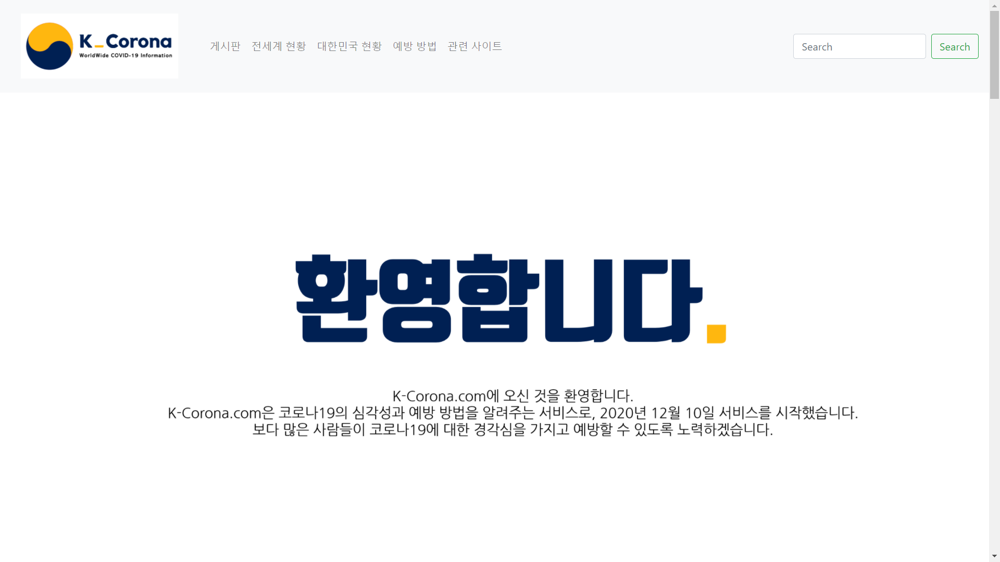 K_Corona
WorldWide COVID-19 Information
게시판 전세계 현황 대한민국 현황 예방 방법 관련 사이트
Search Search
환영합니다.
K-Corona.com에 오신 것을 환영합니다.
K-Corona.com은 코로나19의 심각성과 예방 방법을 알려주는 서비스로, 2020년 12월 10일 서비스를 시작했습니다.
보다 많은 사람들이 코로나19에 대한 경각심을 가지고 예방할 수 있도록 노력하겠습니다.